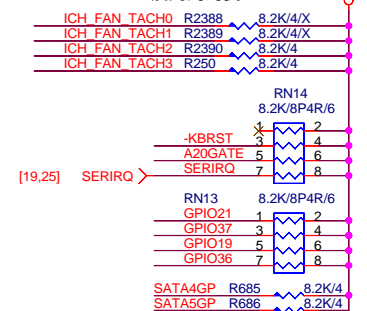 ICH_FAN_TACH0 R2388 8.2K/4/X
ICH_FAN_TACH1 R2389 8.2K/4/X
ICH_FAN_TACH2 R2390 8.2K/4
ICH_FAN_TACH3 R250 8.2K/4
RN14
8.2K/8P4R/6
1 2
-KBRST 3 4
A20GATE 5 6
[19,25] SERIRQ SERIRQ 7 8
RN13 8.2K/8P4R/6
GPIO21 1 2
GPIO37 3 4
GPIO19 5 6
GPIO36 7 8
SATA4GP R685 8.2K/4
SATA5GP R686 8.2K/4